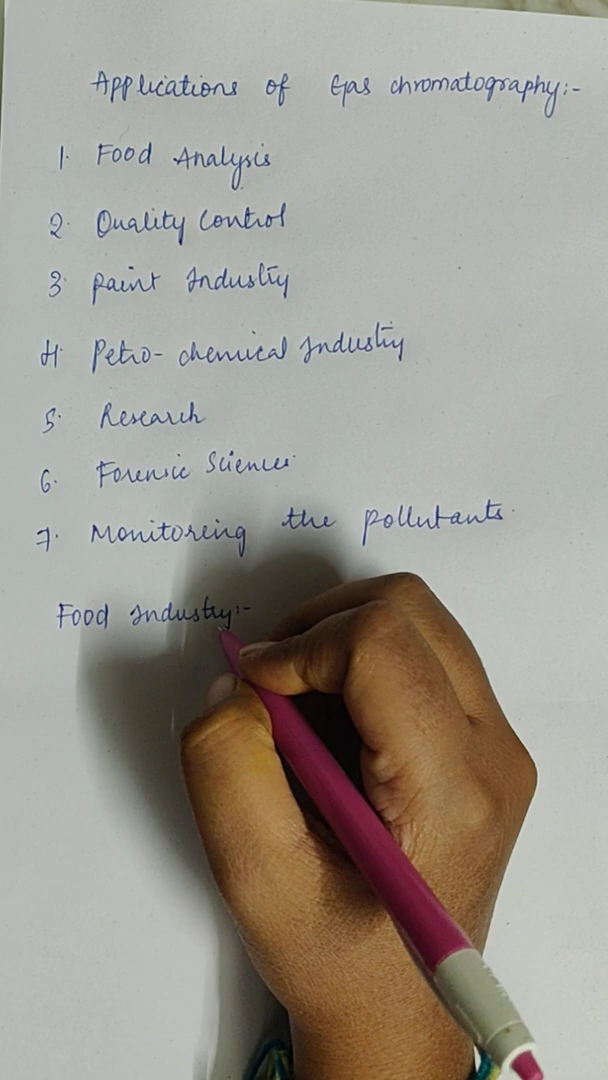 Applications of Gas chromatography:-
1. Food Analysis
2. Quality Control
3. paint Industry
4. Petro-chemical Industry
5. Research
6. Forensic Sciences
7. Monitoring the pollutants.
Food Industry:-